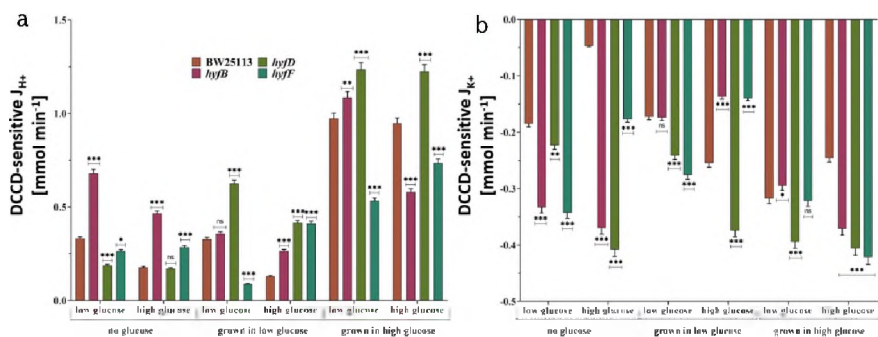 a
DCCD-sensitive JH+
[mmol min-1]
1.5
1.0
0.5
0.0
BW25113
hyfB
hyfD
hyfF
***
***
*
***
ns
***
ns
***
***
***
***
***
**
***
***
***
***
***
low glucose
high glucose
low glucose
high glucose
low glucose
high glucose
no glucose
grown in low glucose
grown in high glucose
b
DCCD-sensitive JK+
[mmol min-1]
-0.0
-0.1
-0.2
-0.3
-0.4
-0.5
***
**
***
***
***
***
ns
***
***
***
***
***
*
***
ns
***
low glucose
high glucose
low glucose
high glucose
low glucose
high glucose
no glucose
grown in low glucose
grown in high glucose